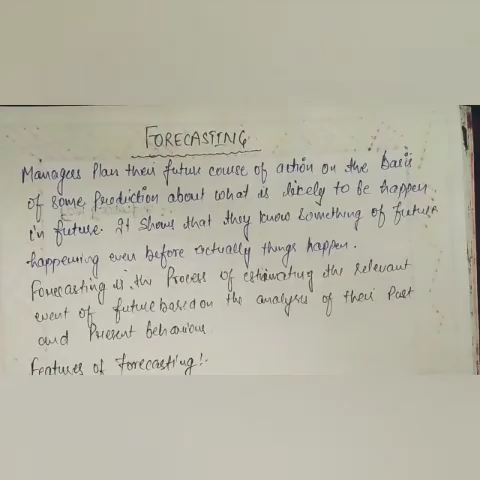 FORECASTING
Managers Plan their future course of action on the basis
of some Production about what is likely to be happen
in future. It shows that they know something of future
happening even before actually things happen.
Forecasting is the Process of estimating the relevant
event of future based on the analysis of their Past
and Present behaviour
Features of Forecasting:-